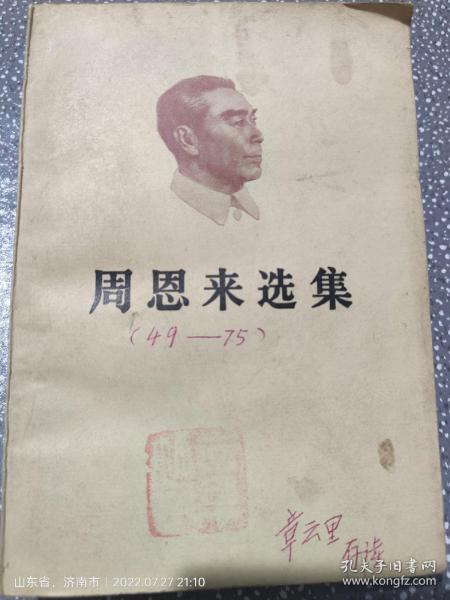 周恩来选集
(49—75)
章云里
山东省、济南市 | 2022.07.27 21:10
孔夫子旧书网
kongfz.com